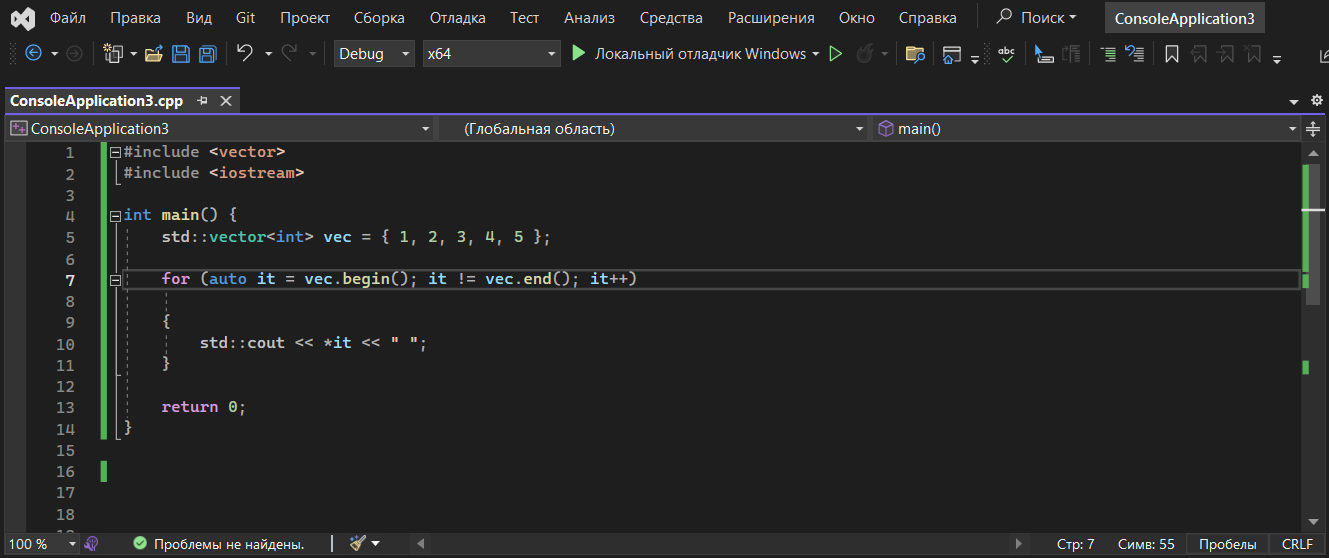 Файл Правка Вид Git Проект Сборка Отладка Тест Анализ Средства Расширения Окно Справка Поиск ConsoleApplication3
Debug x64 Локальный отладчик Windows abc
ConsoleApplication3.cpp
ConsoleApplication3 (Глобальная область) main()
1 #include <vector>
2 #include <iostream>
3
4 int main() {
5 std::vector<int> vec = { 1, 2, 3, 4, 5 };
6
7 for (auto it = vec.begin(); it != vec.end(); it++)
8
9 {
10 std::cout << *it << " ";
11 }
12
13 return 0;
14 }
15
16
17
18
100 % Проблемы не найдены. Стр: 7 Симв: 55 Пробелы CRLF